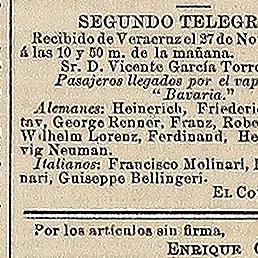 SEGUNDO TELEGR
Recibido de Veracruz el 27 de No
á las 10 y 50 m. de la mañana.
Sr. D. Vicente García Torr
Pasajeros llegados por el vap
"Bavaria."
Alemanes: Heinerich, Friederic
tav, George Renner, Franz, Robe
Wilhelm Lorenz, Ferdinand, He
vig Neuman.
Italianos: Francisco Molinari, P
nari, Guiseppe Bellingeri.
EL CO
Por los artículos sin firma,
ENRIQUE